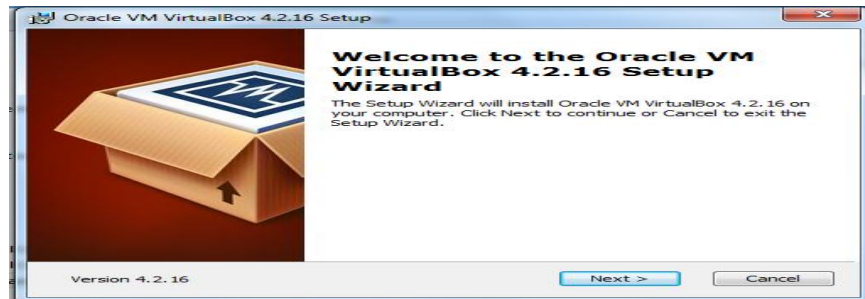 Oracle VM VirtualBox 4.2.16 Setup
Welcome to the Oracle VM
VirtualBox 4.2.16 Setup
Wizard
The Setup Wizard will install Oracle VM VirtualBox 4.2.16 on
your computer. Click Next to continue or Cancel to exit the
Setup Wizard.
Version 4.2.16
Next >
Cancel